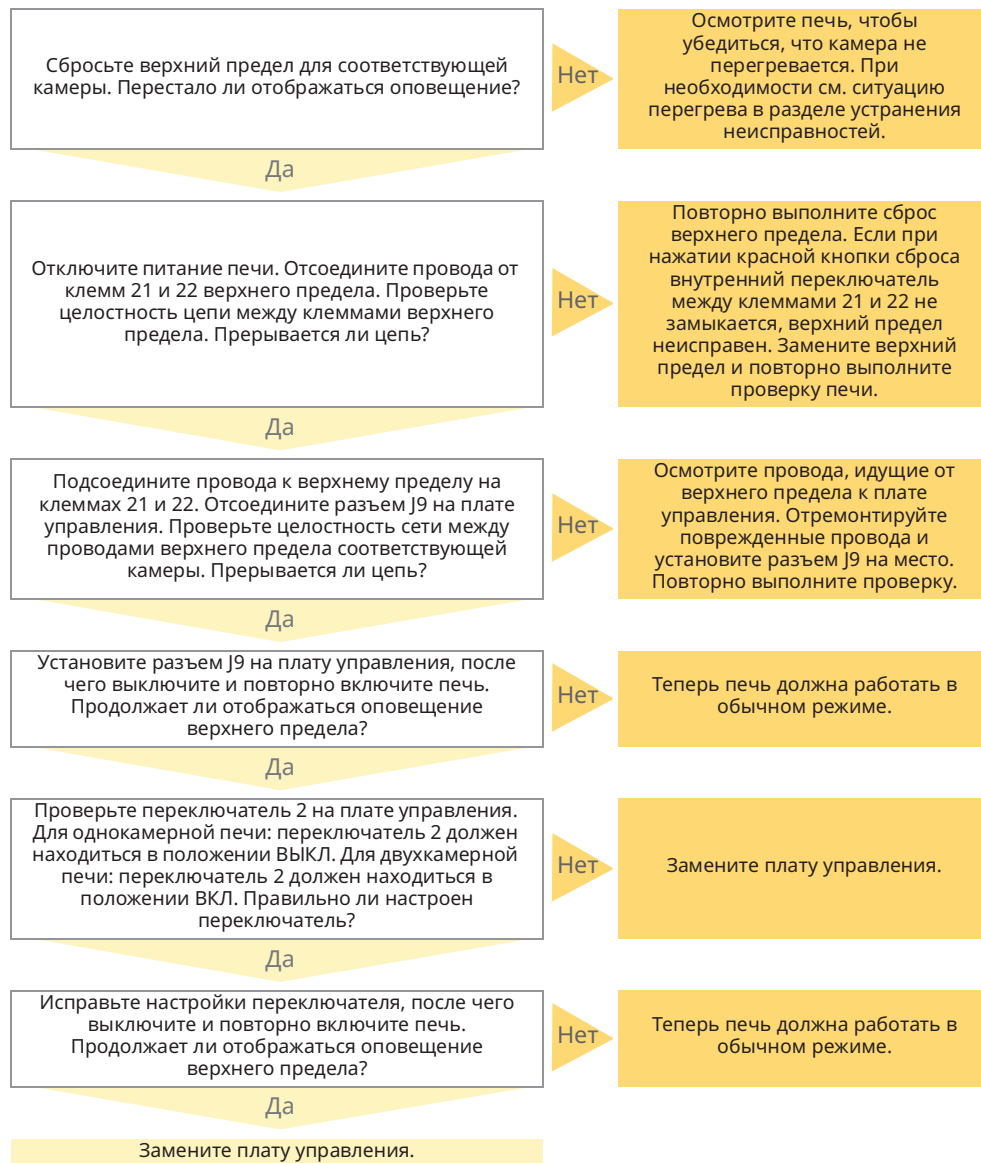 Сбросьте верхний предел для соответствующей
камеры. Перестало ли отображаться оповещение?
Нет
Осмотрите печь, чтобы
убедиться, что камера не
перегревается. При
необходимости см. ситуацию
перегрева в разделе устранения
неисправностей.
Да
Отключите питание печи. Отсоедините провода от
клемм 21 и 22 верхнего предела. Проверьте
целостность цепи между клеммами верхнего
предела. Прерывается ли цепь?
Нет
Повторно выполните сброс
верхнего предела. Если при
нажатии красной кнопки сброса
внутренний переключатель
между клеммами 21 и 22 не
замыкается, верхний предел
неисправен. Замените верхний
предел и повторно выполните
проверку печи.
Да
Подсоедините провода к верхнему пределу на
клеммах 21 и 22. Отсоедините разъем J9 на плате
управления. Проверьте целостность сети между
проводами верхнего предела соответствующей
камеры. Прерывается ли цепь?
Нет
Осмотрите провода, идущие от
верхнего предела к плате
управления. Отремонтируйте
поврежденные провода и
установите разъем J9 на место.
Повторно выполните проверку.
Да
Установите разъем J9 на плату управления, после
чего выключите и повторно включите печь.
Продолжает ли отображаться оповещение
верхнего предела?
Нет
Теперь печь должна работать в
обычном режиме.
Да
Проверьте переключатель 2 на плате управления.
Для однокамерной печи: переключатель 2 должен
находиться в положении ВЫКЛ. Для двухкамерной
печи: переключатель 2 должен находиться в
положении ВКЛ. Правильно ли настроен
переключатель?
Нет
Замените плату управления.
Да
Исправьте настройки переключателя, после чего
выключите и повторно включите печь.
Продолжает ли отображаться оповещение
верхнего предела?
Нет
Теперь печь должна работать в
обычном режиме.
Да
Замените плату управления.